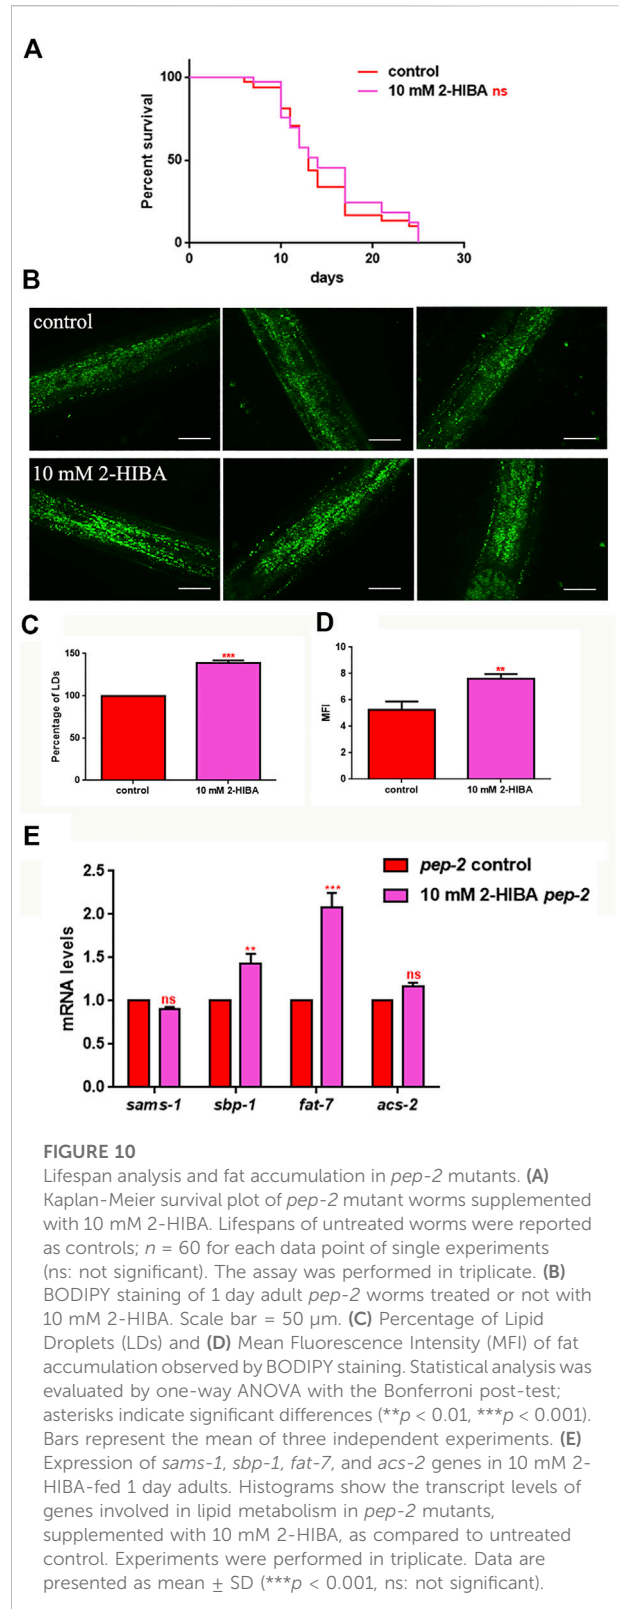 A
control
10 mM 2-HIBA ns
Percent survival
100
50
0
0 10 20 30
days
B
control
10 mM 2-HIBA
C
Percentage of LDs
150
100
50
0
***
control 10 mM 2-HIBA
D
MFI
10
8
6
4
2
0
**
control 10 mM 2-HIBA
E
pep-2 control
10 mM 2-HIBA pep-2
mRNA levels
2.5
2.0
1.5
1.0
0.5
0.0
ns ** *** ns
sams-1 sbp-1 fat-7 acs-2
FIGURE 10
Lifespan analysis and fat accumulation in pep-2 mutants. (A)
Kaplan-Meier survival plot of pep-2 mutant worms supplemented
with 10 mM 2-HIBA. Lifespans of untreated worms were reported
as controls; n = 60 for each data point of single experiments
(ns: not significant). The assay was performed in triplicate. (B)
BODIPY staining of 1 day adult pep-2 worms treated or not with
10 mM 2-HIBA. Scale bar = 50 µm. (C) Percentage of Lipid
Droplets (LDs) and (D) Mean Fluorescence Intensity (MFI) of fat
accumulation observed by BODIPY staining. Statistical analysis was
evaluated by one-way ANOVA with the Bonferroni post-test;
asterisks indicate significant differences (**p < 0.01, ***p < 0.001).
Bars represent the mean of three independent experiments. (E)
Expression of sams-1, sbp-1, fat-7, and acs-2 genes in 10 mM 2-
HIBA-fed 1 day adults. Histograms show the transcript levels of
genes involved in lipid metabolism in pep-2 mutants,
supplemented with 10 mM 2-HIBA, as compared to untreated
control. Experiments were performed in triplicate. Data are
presented as mean ± SD (***p < 0.001, ns: not significant).